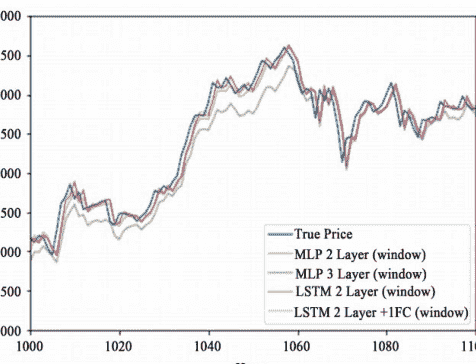 000
500
000
500
000
500
000
500
000
1000
1020
1040
1060
1080
True Price
MLP 2 Layer (window)
MLP 3 Layer (window)
LSTM 2 Layer (window)
LSTM 2 Layer +1FC (window)